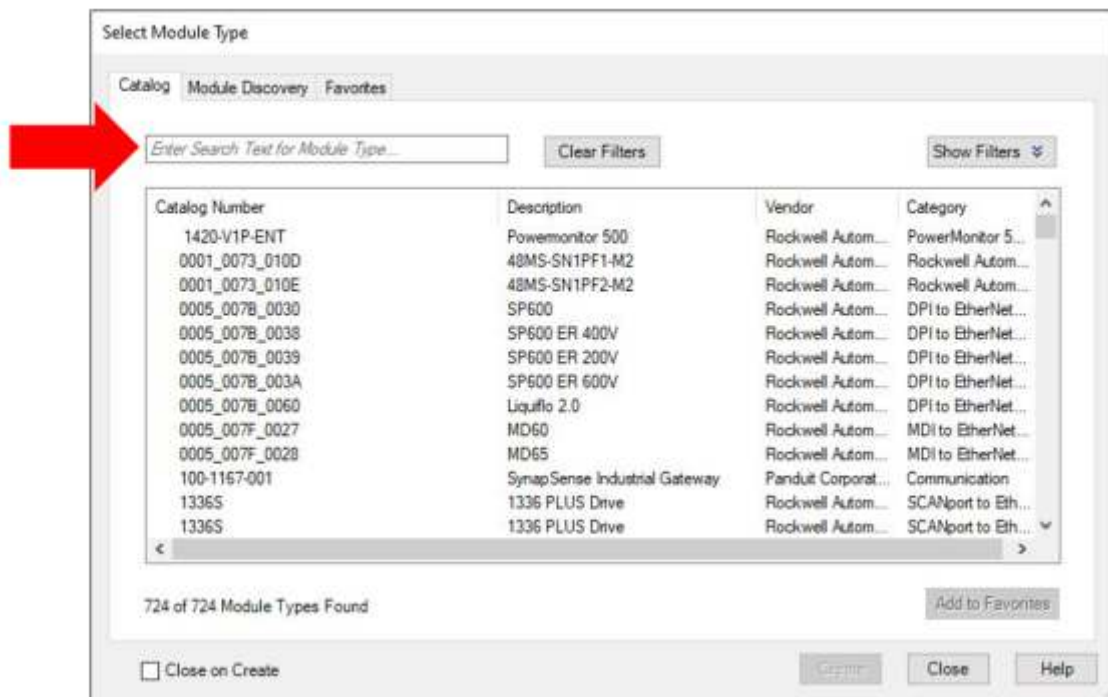 Select Module Type
Catalog Module Discovery Favorites
Enter Search Text for Module Type...
Clear Filters
Show Filters
Catalog Number Description Vendor Category
1420-V1P-ENT Powermonitor 500 Rockwell Autom... PowerMonitor 5...
0001_0073_010D 48MS-SN1PF1-M2 Rockwell Autom... Rockwell Autom...
0001_0073_010E 48MS-SN1PF2-M2 Rockwell Autom... Rockwell Autom...
0005_007B_0030 SP600 Rockwell Autom... DPI to EtherNet...
0005_007B_0038 SP600 ER 400V Rockwell Autom... DPI to EtherNet...
0005_007B_0039 SP600 ER 200V Rockwell Autom... DPI to EtherNet...
0005_007B_003A SP600 ER 600V Rockwell Autom... DPI to EtherNet...
0005_007B_0060 Liquiflo 2.0 Rockwell Autom... DPI to EtherNet...
0005_007F_0027 MD60 Rockwell Autom... MDI to EtherNet...
0005_007F_0028 MD65 Rockwell Autom... MDI to EtherNet...
100-1167-001 SynapSense Industrial Gateway Panduit Corporat... Communication
1336S 1336 PLUS Drive Rockwell Autom... SCANport to Eth...
1336S 1336 PLUS Drive Rockwell Autom... SCANport to Eth...
724 of 724 Module Types Found
Add to Favorites
Close on Create
Create
Close
Help